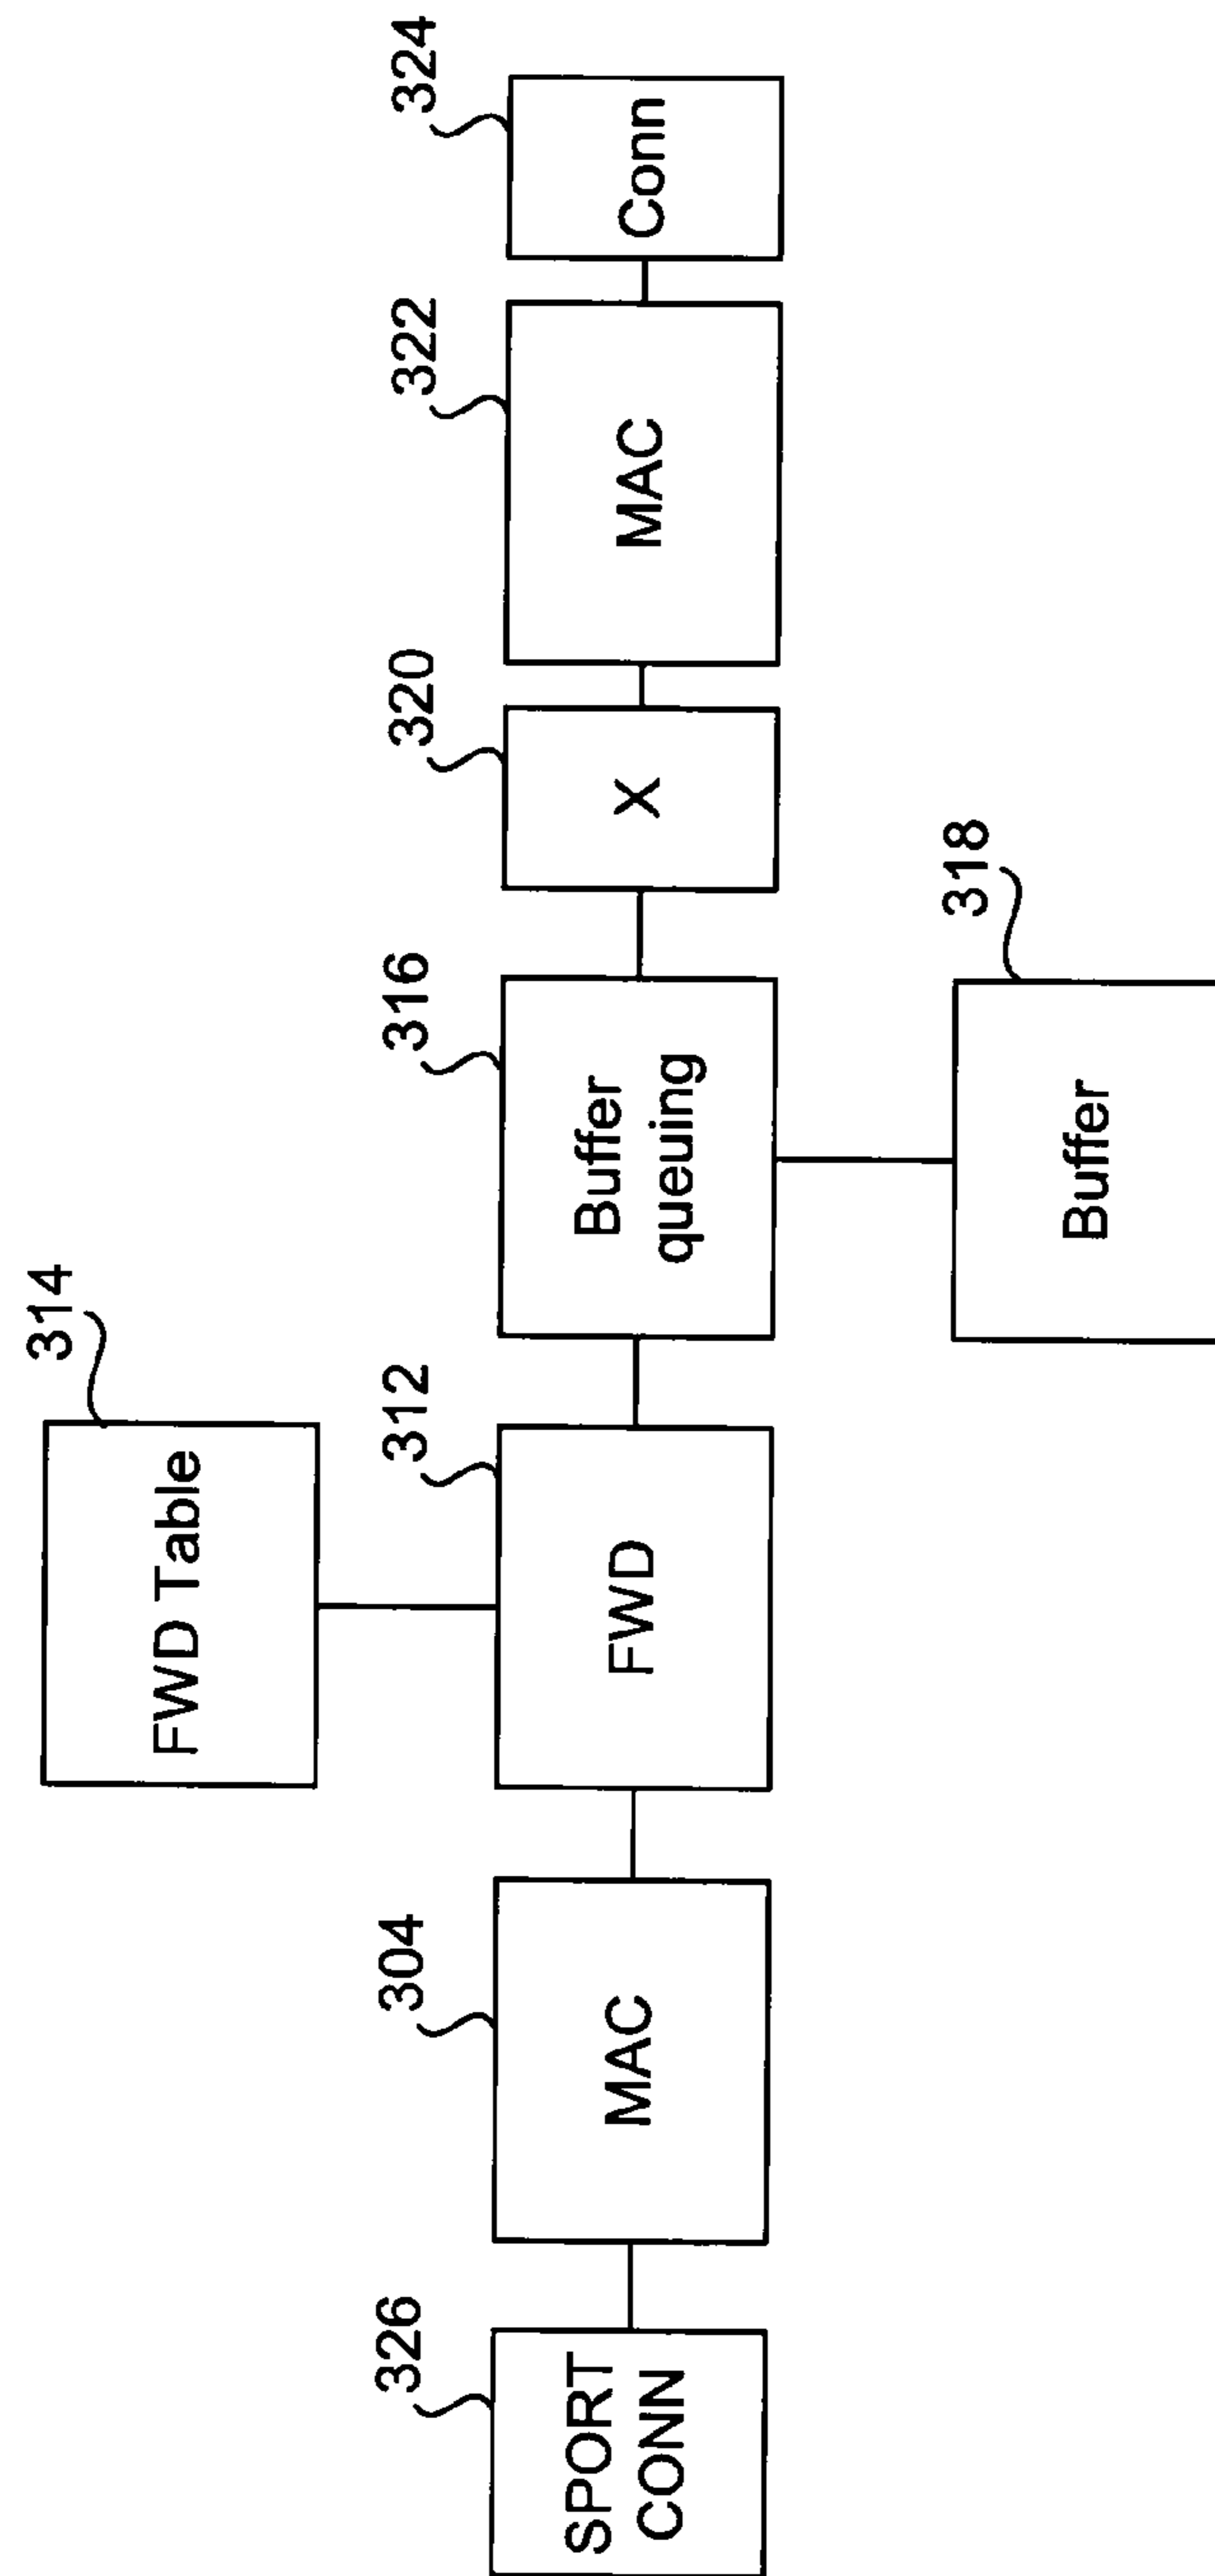 314
FWD Table
326
304
312
316
320
322
324
SPORT
CONN
MAC
FWD
Buffer
queuing
X
MAC
Conn
318
Buffer